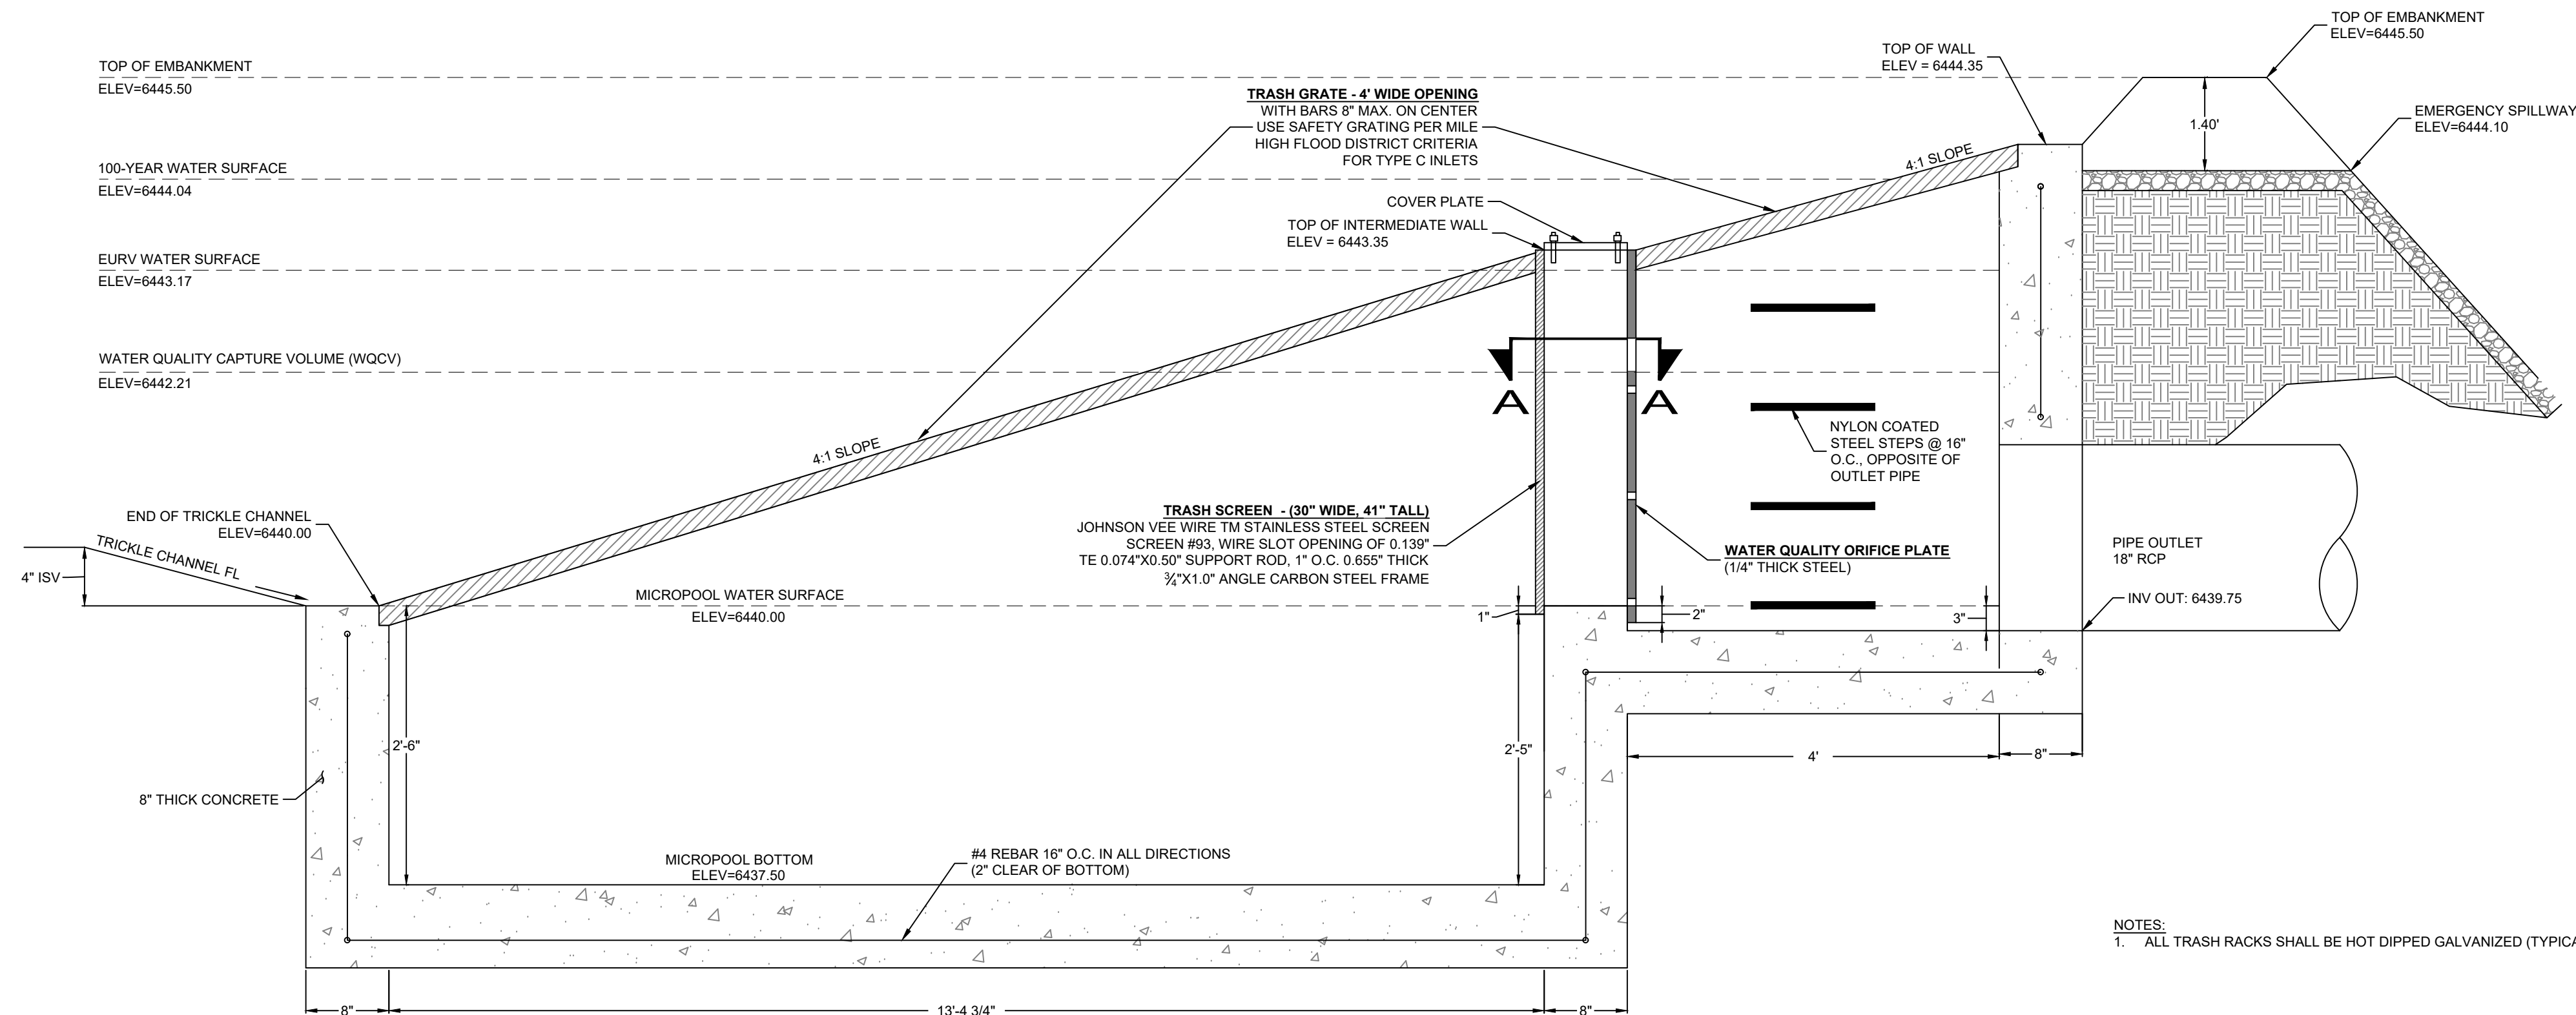 TOP OF EMBANKMENT
ELEV=6445.50
100-YEAR WATER SURFACE
ELEV=6444.04
EURV WATER SURFACE
ELEV=6443.17
WATER QUALITY CAPTURE VOLUME (WQCV)
ELEV=6442.21
TRASH GRATE - 4' WIDE OPENING
WITH BARS 8" MAX. ON CENTER
USE SAFETY GRATING PER MILE
HIGH FLOOD DISTRICT CRITERIA
FOR TYPE C INLETS
COVER PLATE
TOP OF INTERMEDIATE WALL
ELEV = 6443.35
TOP OF WALL
ELEV = 6444.35
TOP OF EMBANKMENT
ELEV=6445.50
1.40'
EMERGENCY SPILLWAY
ELEV=6444.10
4:1 SLOPE
4:1 SLOPE
A
A
NYLON COATED
STEEL STEPS @ 16"
O.C., OPPOSITE OF
OUTLET PIPE
END OF TRICKLE CHANNEL
ELEV=6440.00
TRICKLE CHANNEL FL
4" ISV
TRASH SCREEN - (30" WIDE, 41" TALL)
JOHNSON VEE WIRE TM STAINLESS STEEL SCREEN
SCREEN #93, WIRE SLOT OPENING OF 0.139"
TE 0.074"X0.50" SUPPORT ROD, 1" O.C. 0.655" THICK
¾"X1.0" ANGLE CARBON STEEL FRAME
WATER QUALITY ORIFICE PLATE
(1/4" THICK STEEL)
PIPE OUTLET
18" RCP
INV OUT: 6439.75
MICROPOOL WATER SURFACE
ELEV=6440.00
1"
2"
3"
2'-6"
2'-5"
4'
8"
8" THICK CONCRETE
MICROPOOL BOTTOM
ELEV=6437.50
#4 REBAR 16" O.C. IN ALL DIRECTIONS
(2" CLEAR OF BOTTOM)
NOTES:
1. ALL TRASH RACKS SHALL BE HOT DIPPED GALVANIZED
8"
13'-4 3/4"
8"